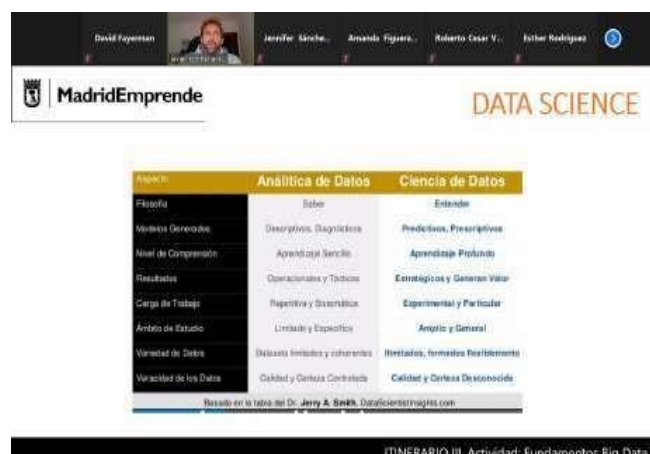 David Fayerman
Jennifer Sánche...
Amanda Figuera...
Roberto Cesar V...
Esther Rodriguez
MadridEmprende
DATA SCIENCE
Aspecto Análitica de Datos Ciencia de Datos
Filosofía Saber Entender
Modelos Generados Descriptivos, Diagnósticos Predictivos, Prescriptivos
Nivel de Comprensión Aprendizaje Sencillo Aprendizaje Profundo
Resultados Operacionales y Tácticos Estratégicos y Generan Valor
Carga de Trabajo Repetitiva y Sistemática Experimental y Particular
Ámbito de Estudio Limitado y Específico Amplio y General
Variedad de Datos Datasets limitados y coherentes Ilimitados, formados flexiblemente
Veracidad de los Datos Calidad y Certeza Controlada Calidad y Certeza Desconocida
Basado en la tabla del Dr. Jerry A. Smith, DataScientistInsights.com
ITINERARIO III. Actividad: Fundamentos Big Data